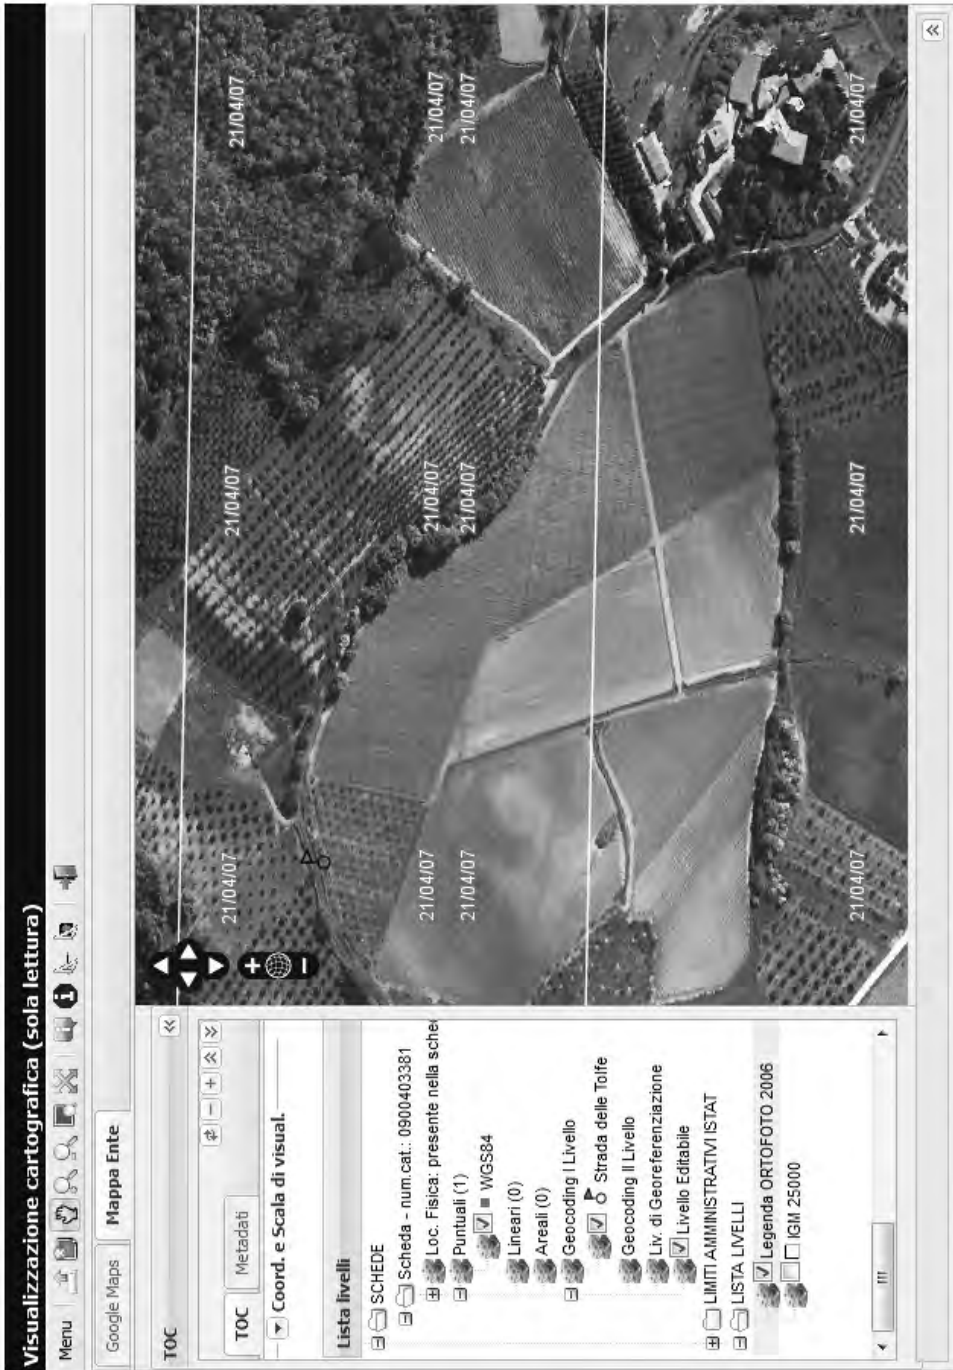 Visualizzazione cartografica (sola lettura)
Menu
Google Maps
Mappa Ente
TOC
TOC
Metadati
Coord. e Scala di visual.
Lista livelli
SCHEDE
Scheda - num.cat.: 0900403381
Loc. Fisica: presente nella sche
Puntuali (1)
WGS84
Lineari (0)
Areali (0)
Geocoding I Livello
Strada delle Tolfe
Geocoding II Livello
Liv. di Georeferenziazione
Livello Editabile
LIMITI AMMINISTRATIVI ISTAT
LISTA LIVELLI
Legenda ORTOFOTO 2006
IGM 25000
21/04/07
21/04/07
21/04/07
21/04/07
21/04/07
21/04/07
21/04/07
21/04/07
21/04/07
21/04/07
21/04/07
21/04/07